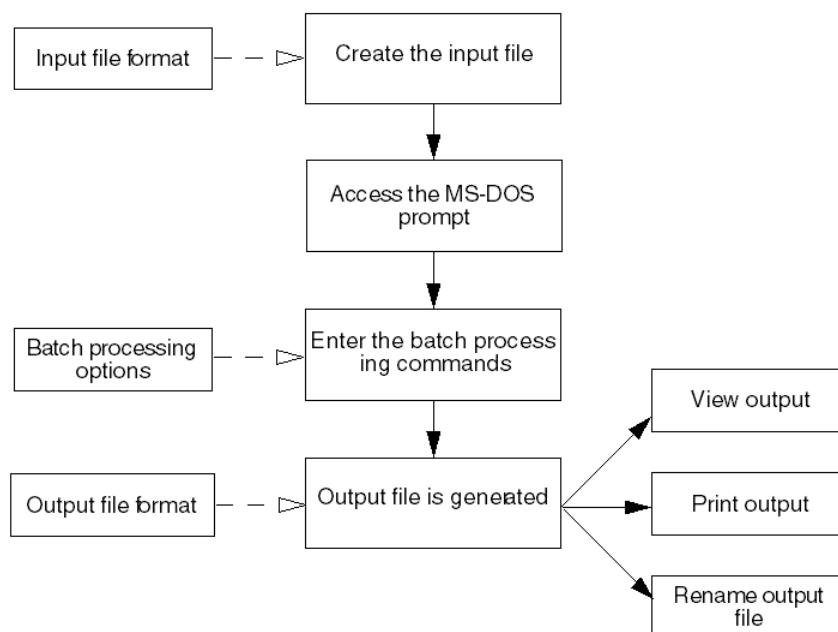 Input file format
Create the input file
Access the MS-DOS
prompt
Batch processing
options
Enter the batch process
ing commands
View output
Output file format
Output file is generated
Print output
Rename output
file